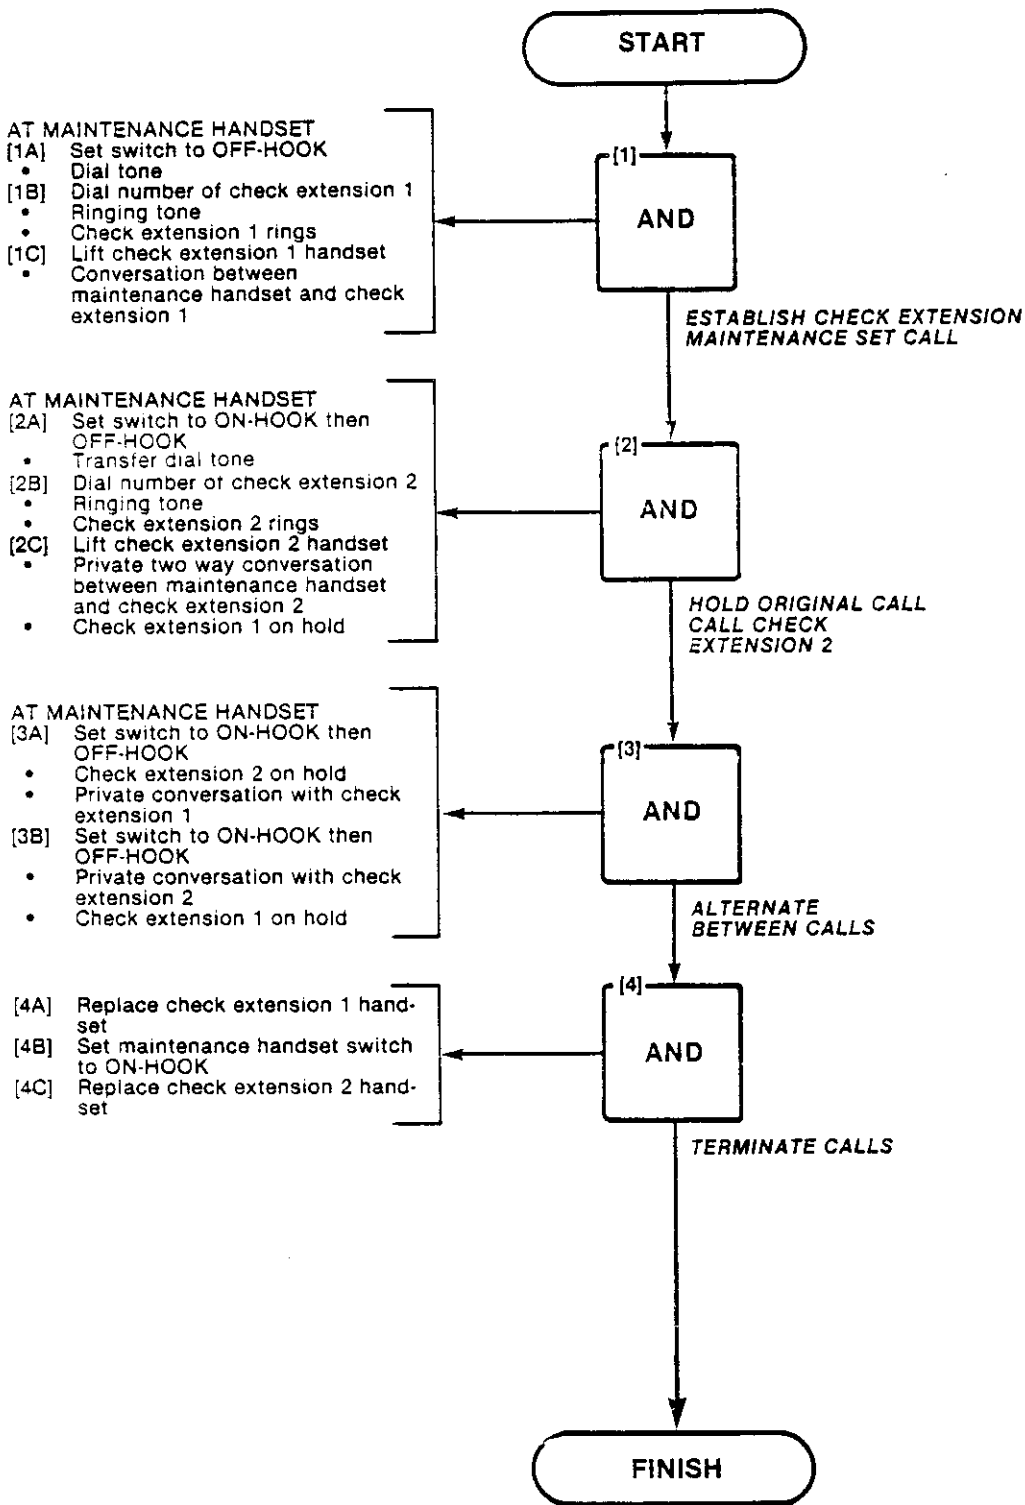 START
AT MAINTENANCE HANDSET
[1A] Set switch to OFF-HOOK
• Dial tone
[1B] Dial number of check extension 1
• Ringing tone
• Check extension 1 rings
[1C] Lift check extension 1 handset
• Conversation between
maintenance handset and check
extension 1
[1]
AND
ESTABLISH CHECK EXTENSION
MAINTENANCE SET CALL
AT MAINTENANCE HANDSET
[2A] Set switch to ON-HOOK then
OFF-HOOK
• Transfer dial tone
[2B] Dial number of check extension 2
• Ringing tone
• Check extension 2 rings
[2C] Lift check extension 2 handset
• Private two way conversation
between maintenance handset
and check extension 2
• Check extension 1 on hold
[2]
AND
HOLD ORIGINAL CALL
CALL CHECK
EXTENSION 2
AT MAINTENANCE HANDSET
[3A] Set switch to ON-HOOK then
OFF-HOOK
• Check extension 2 on hold
• Private conversation with check
extension 1
[3B] Set switch to ON-HOOK then
OFF-HOOK
• Private conversation with check
extension 2
• Check extension 1 on hold
[3]
AND
ALTERNATE
BETWEEN CALLS
[4A] Replace check extension 1 hand-
set
[4B] Set maintenance handset switch
to ON-HOOK
[4C] Replace check extension 2 hand-
set
[4]
AND
TERMINATE CALLS
FINISH